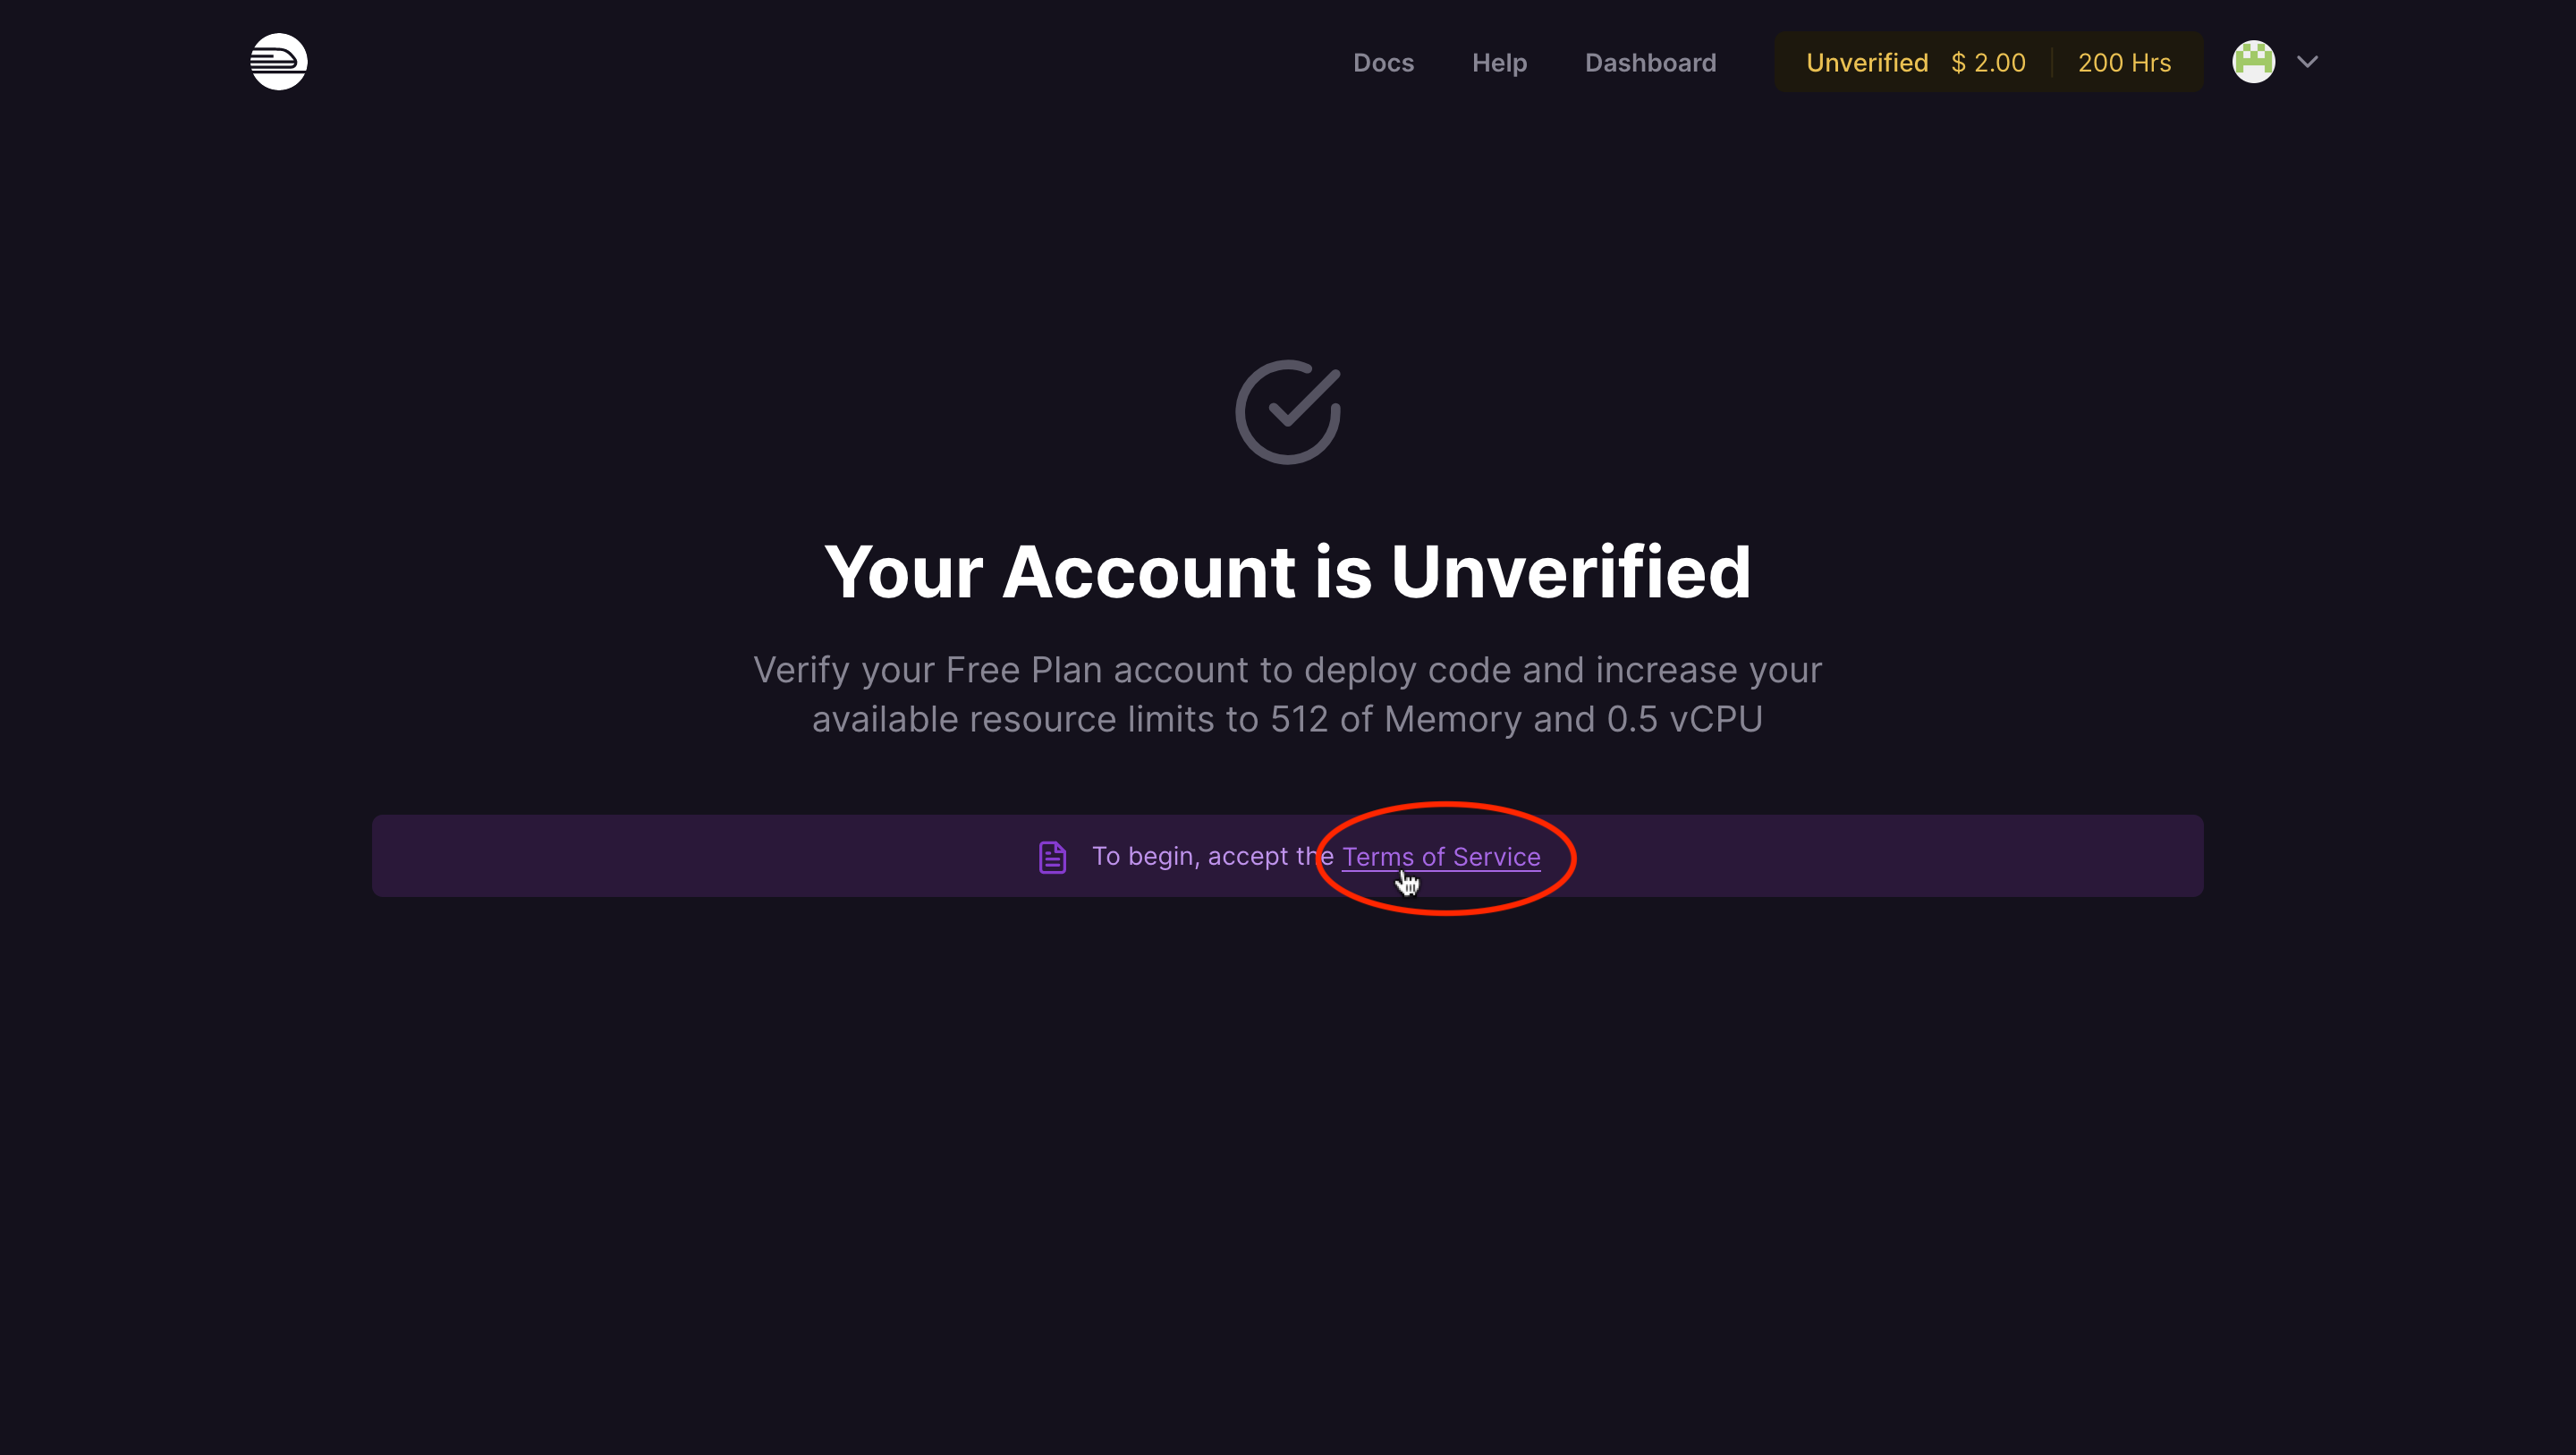 Docs Help Dashboard Unverified $ 2.00 200 Hrs
Your Account is Unverified
Verify your Free Plan account to deploy code and increase your
available resource limits to 512 of Memory and 0.5 vCPU
To begin, accept the Terms of Service